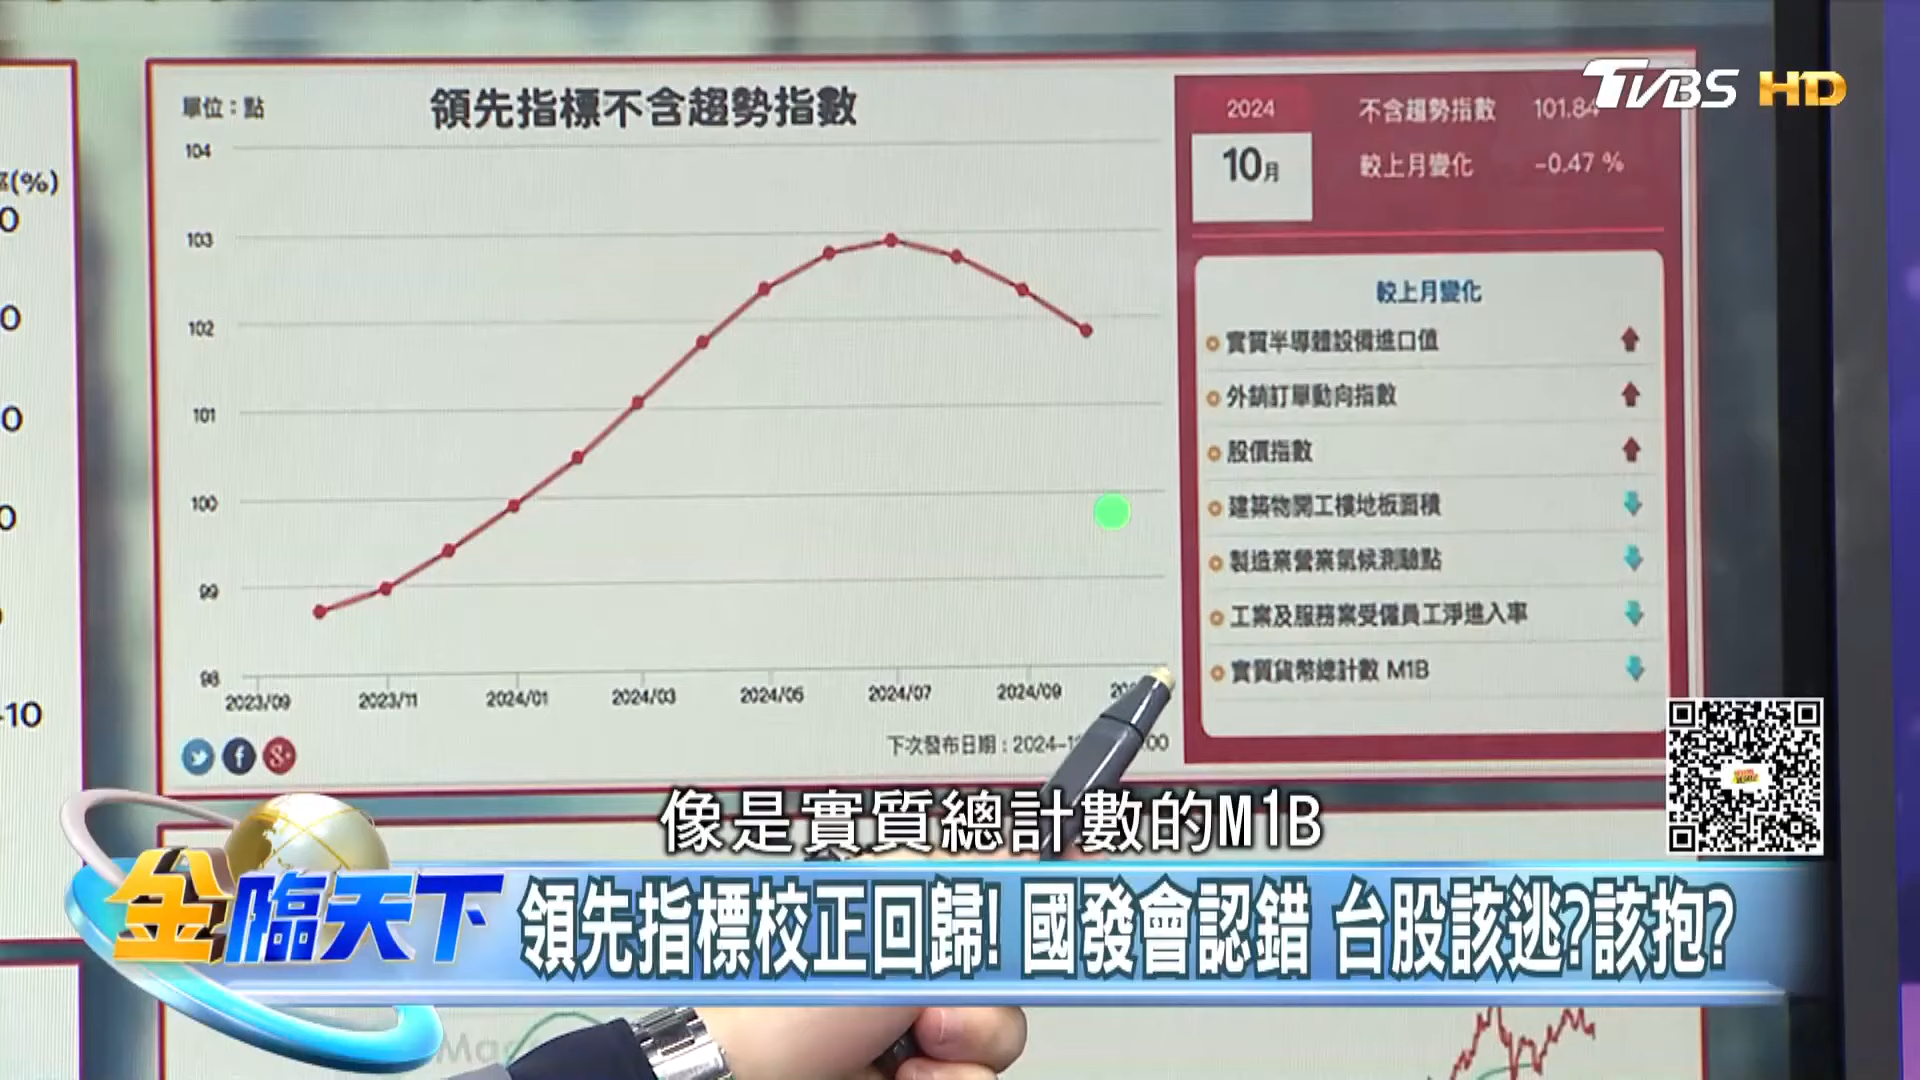 TVBS HD
率(%)
-10
單位：點
領先指標不含趨勢指數
104
103
102
101
100
99
98
2023/09
2023/11
2024/01
2024/03
2024/05
2024/07
2024/09
下次發布日期：2024-1
2024
10月
不含趨勢指數 101.84
較上月變化 -0.47 %
較上月變化
實質半導體設備進口值
外銷訂單動向指數
股價指數
建築物開工樓地板面積
製造業營業氣候測驗點
工業及服務業受僱員工淨進入率
實質貨幣總計數 M1B
像是實質總計數的M1B
金臨天下
領先指標校正回歸! 國發會認錯 台股該逃?該抱?